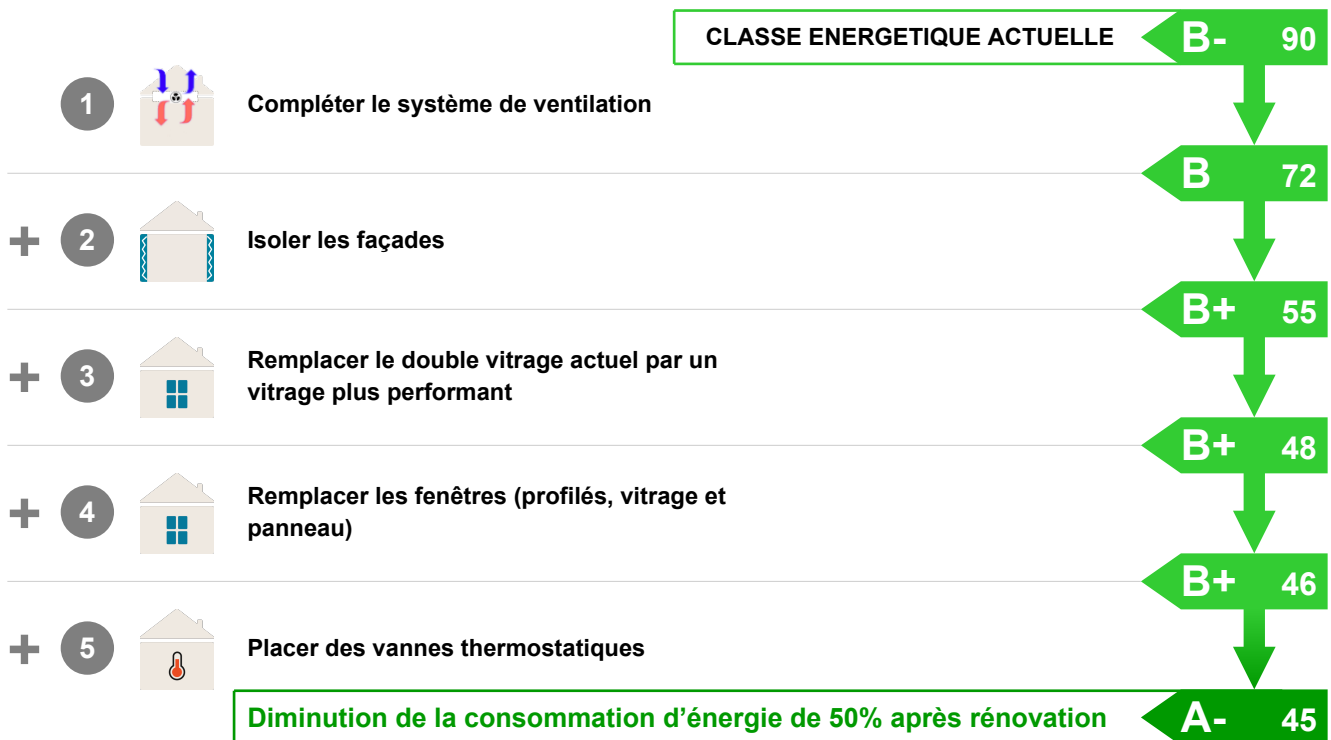 CLASSE ENERGETIQUE ACTUELLE B- 90
1 Compléter le système de ventilation
B 72
+ 2 Isoler les façades
B+ 55
+ 3 Remplacer le double vitrage actuel par un
vitrage plus performant
B+ 48
+ 4 Remplacer les fenêtres (profilés, vitrage et
panneau)
B+ 46
+ 5 Placer des vannes thermostatiques
Diminution de la consommation d’énergie de 50% après rénovation A- 45